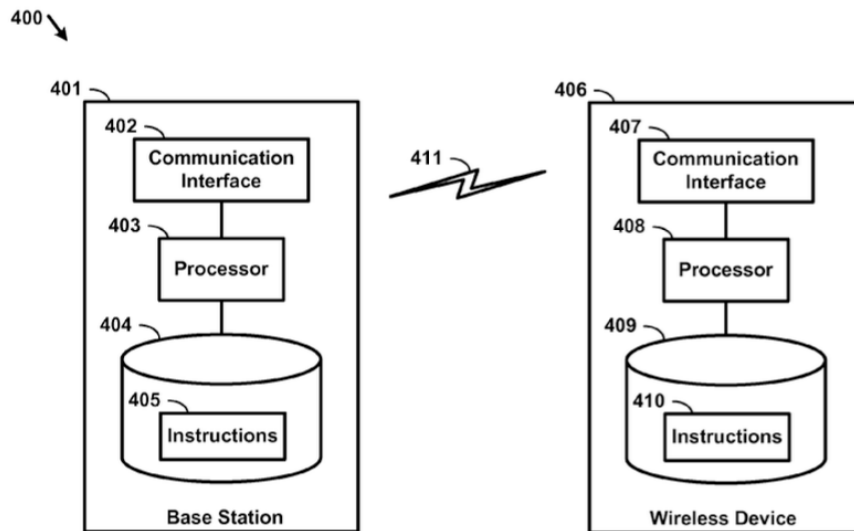 400
401
402
Communication
Interface
403
Processor
404
405
Instructions
Base Station
411
406
407
Communication
Interface
408
Processor
409
410
Instructions
Wireless Device